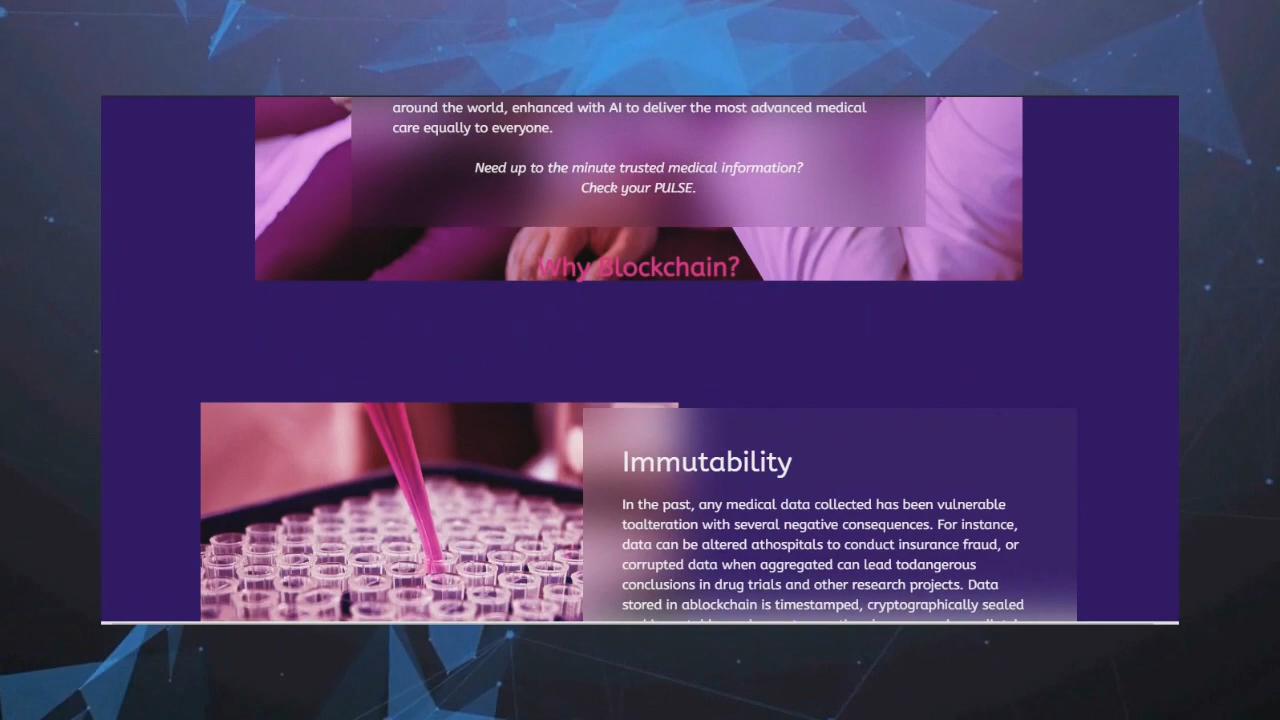 around the world, enhanced with AI to deliver the most advanced medical
care equally to everyone.
Need up to the minute trusted medical information?
Check your PULSE.
Why Blockchain?
Immutability
In the past, any medical data collected has been vulnerable
toalteration with several negative consequences. For instance,
data can be altered athospitals to conduct insurance fraud, or
corrupted data when aggregated can lead todangerous
conclusions in drug trials and other research projects. Data
stored in ablockchain is timestamped, cryptographically sealed